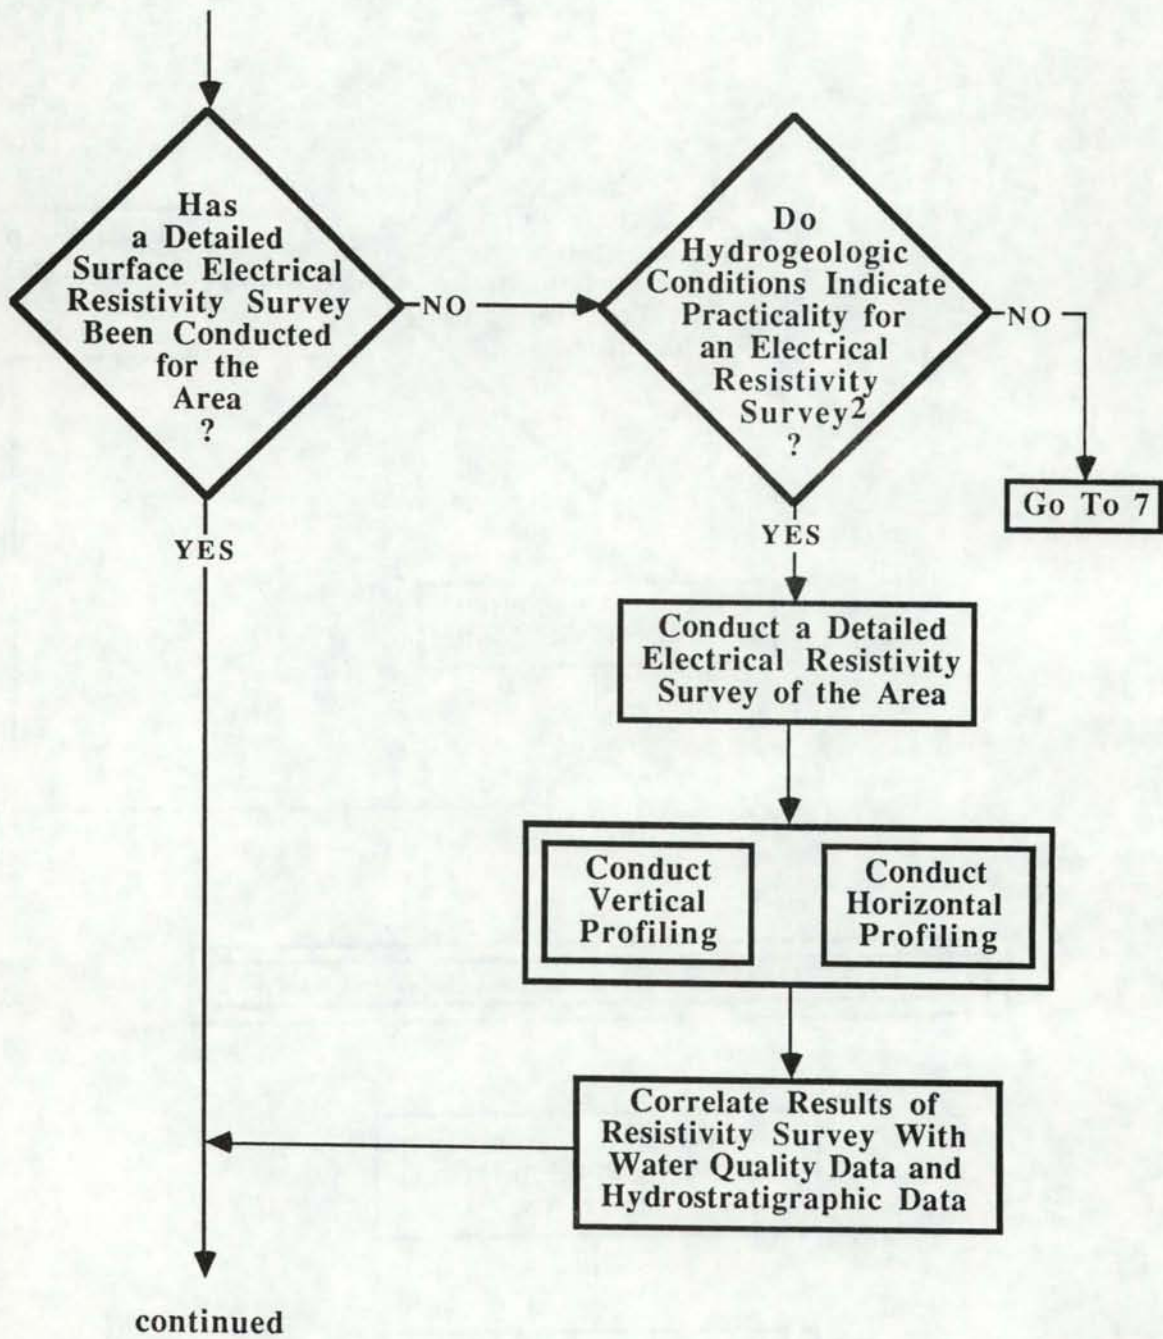 Has
a Detailed
Surface Electrical
Resistivity Survey
Been Conducted
for the
Area
?
NO
Do
Hydrogeologic
Conditions Indicate
Practicality for
an Electrical
Resistivity
Survey2
?
NO
Go To 7
YES
YES
Conduct a Detailed
Electrical Resistivity
Survey of the Area
Conduct
Vertical
Profiling
Conduct
Horizontal
Profiling
Correlate Results of
Resistivity Survey With
Water Quality Data and
Hydrostratigraphic Data
continued